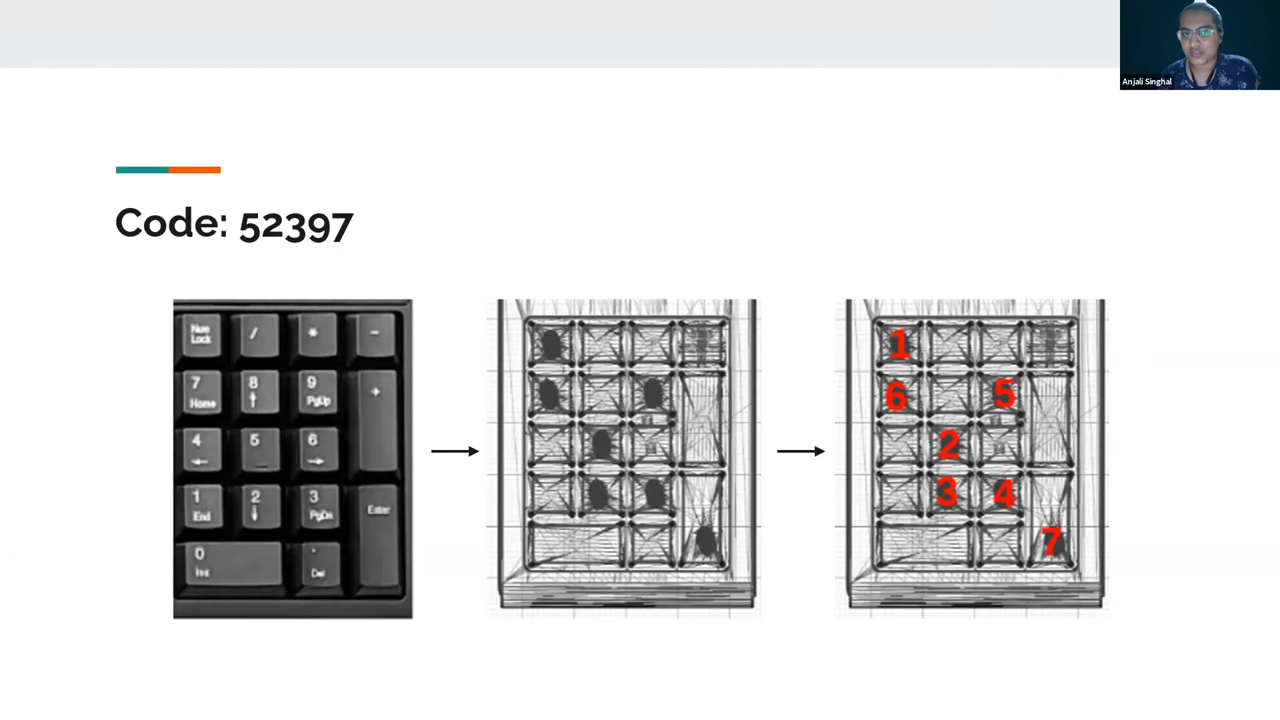 Anjali Singhal
Code: 52397
Num Lock / * -
7 Home 8 9 PgUp +
4 5 6
1 End 2 3 PgDn Enter
0 Ins . Del
1
6 5
2
3 4
7